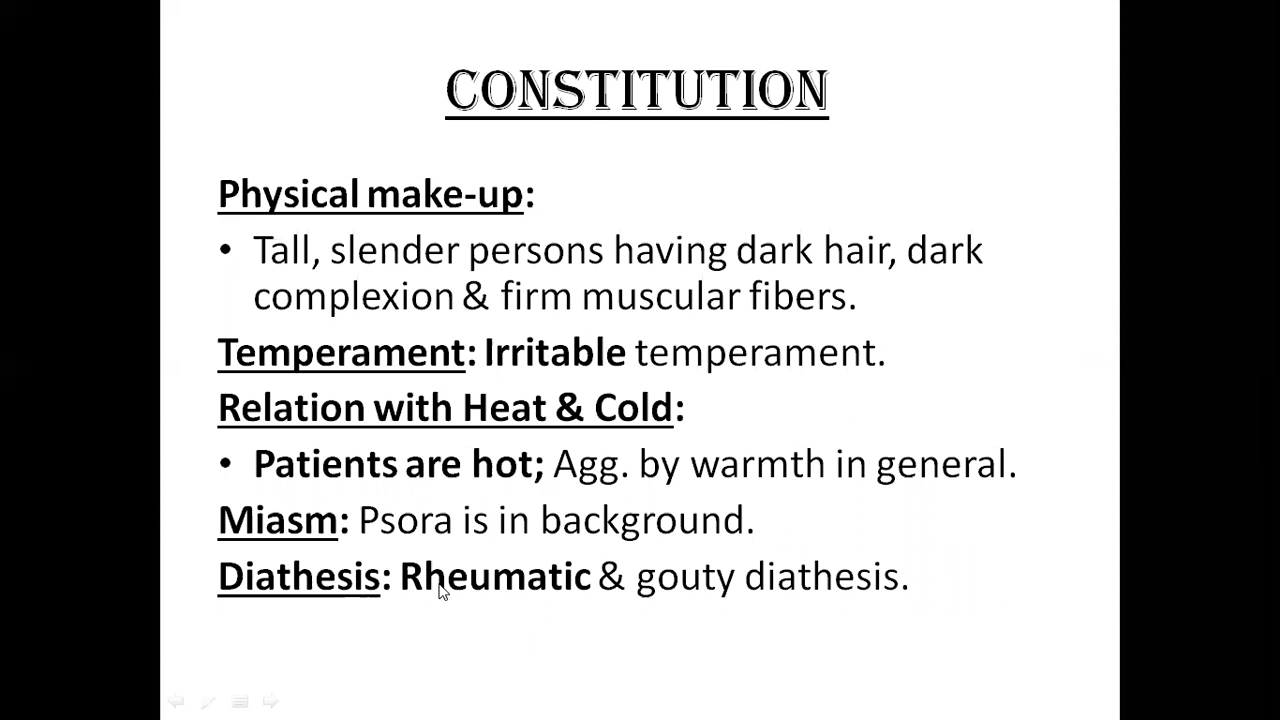 CONSTITUTION
Physical make-up:
• Tall, slender persons having dark hair, dark
complexion & firm muscular fibers.
Temperament: Irritable temperament.
Relation with Heat & Cold:
• Patients are hot; Agg. by warmth in general.
Miasm: Psora is in background.
Diathesis: Rheumatic & gouty diathesis.